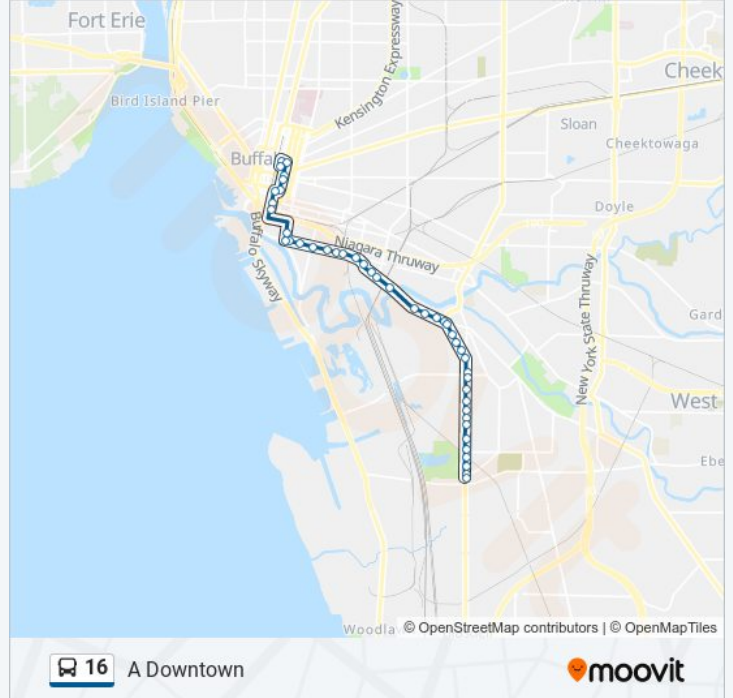 Fort Erie
Kensington Expressway
Cheek
Bird Island Pier
Sloan
Cheektowaga
Buffa
Doyle
Buffalo Skyway
Niagara Thruway
New York State Thruway
Gard
West
Ebe
Woodla
© OpenStreetMap contributors | © OpenMapTiles
16 A Downtown
moovit